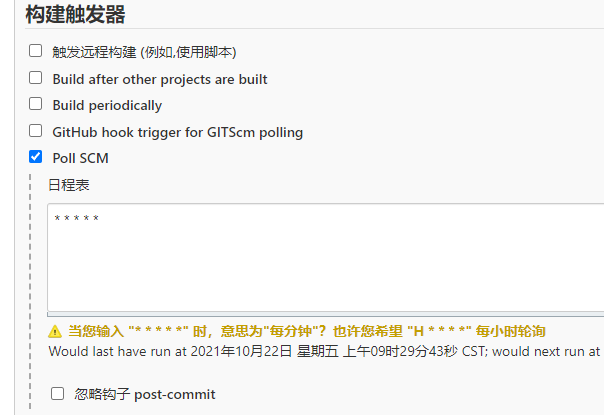 构建触发器
触发远程构建 (例如,使用脚本)
Build after other projects are built
Build periodically
GitHub hook trigger for GITScm polling
Poll SCM
日程表
* * * * *
当您输入 "* * * * *" 时，意思为"每分钟"？也许您希望 "H * * * *" 每小时轮询
Would last have run at 2021年10月22日 星期五 上午09时29分43秒 CST; would next run at
忽略钩子 post-commit